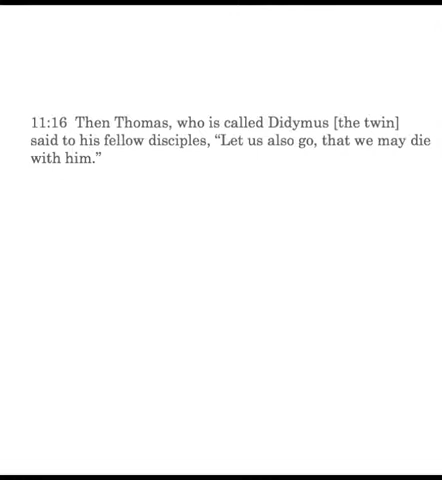 11:16 Then Thomas, who is called Didymus [the twin]
said to his fellow disciples, “Let us also go, that we may die
with him.”